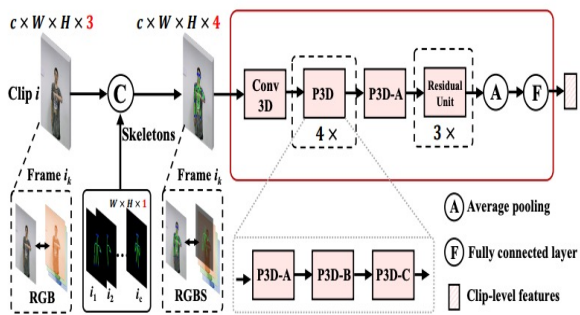 c × W × H × 3
c × W × H × 4
Clip i
C
Skeletons
Conv
3D
P3D
4 ×
P3D-A
Residual
Unit
3 ×
A
F
Frame i_k
RGB
W × H × 1
i_1 i_2 ... i_c
Frame i_k
RGBS
P3D-A
P3D-B
P3D-C
A Average pooling
F Fully connected layer
Clip-level features